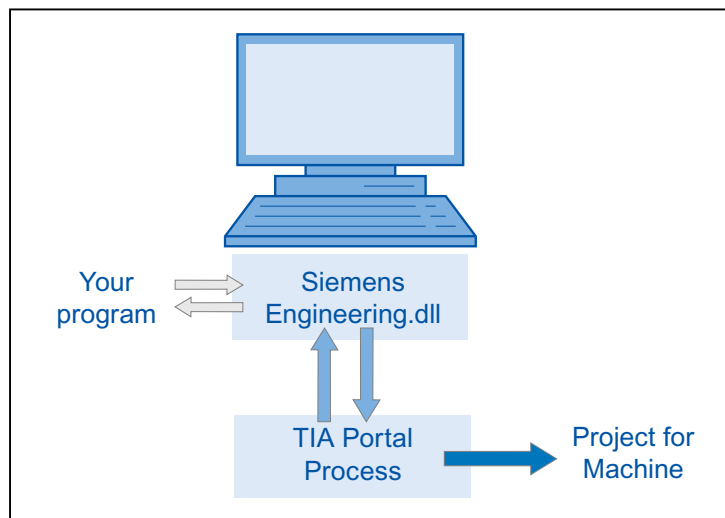 Your
program
Siemens
Engineering.dll
TIA Portal
Process
Project for
Machine